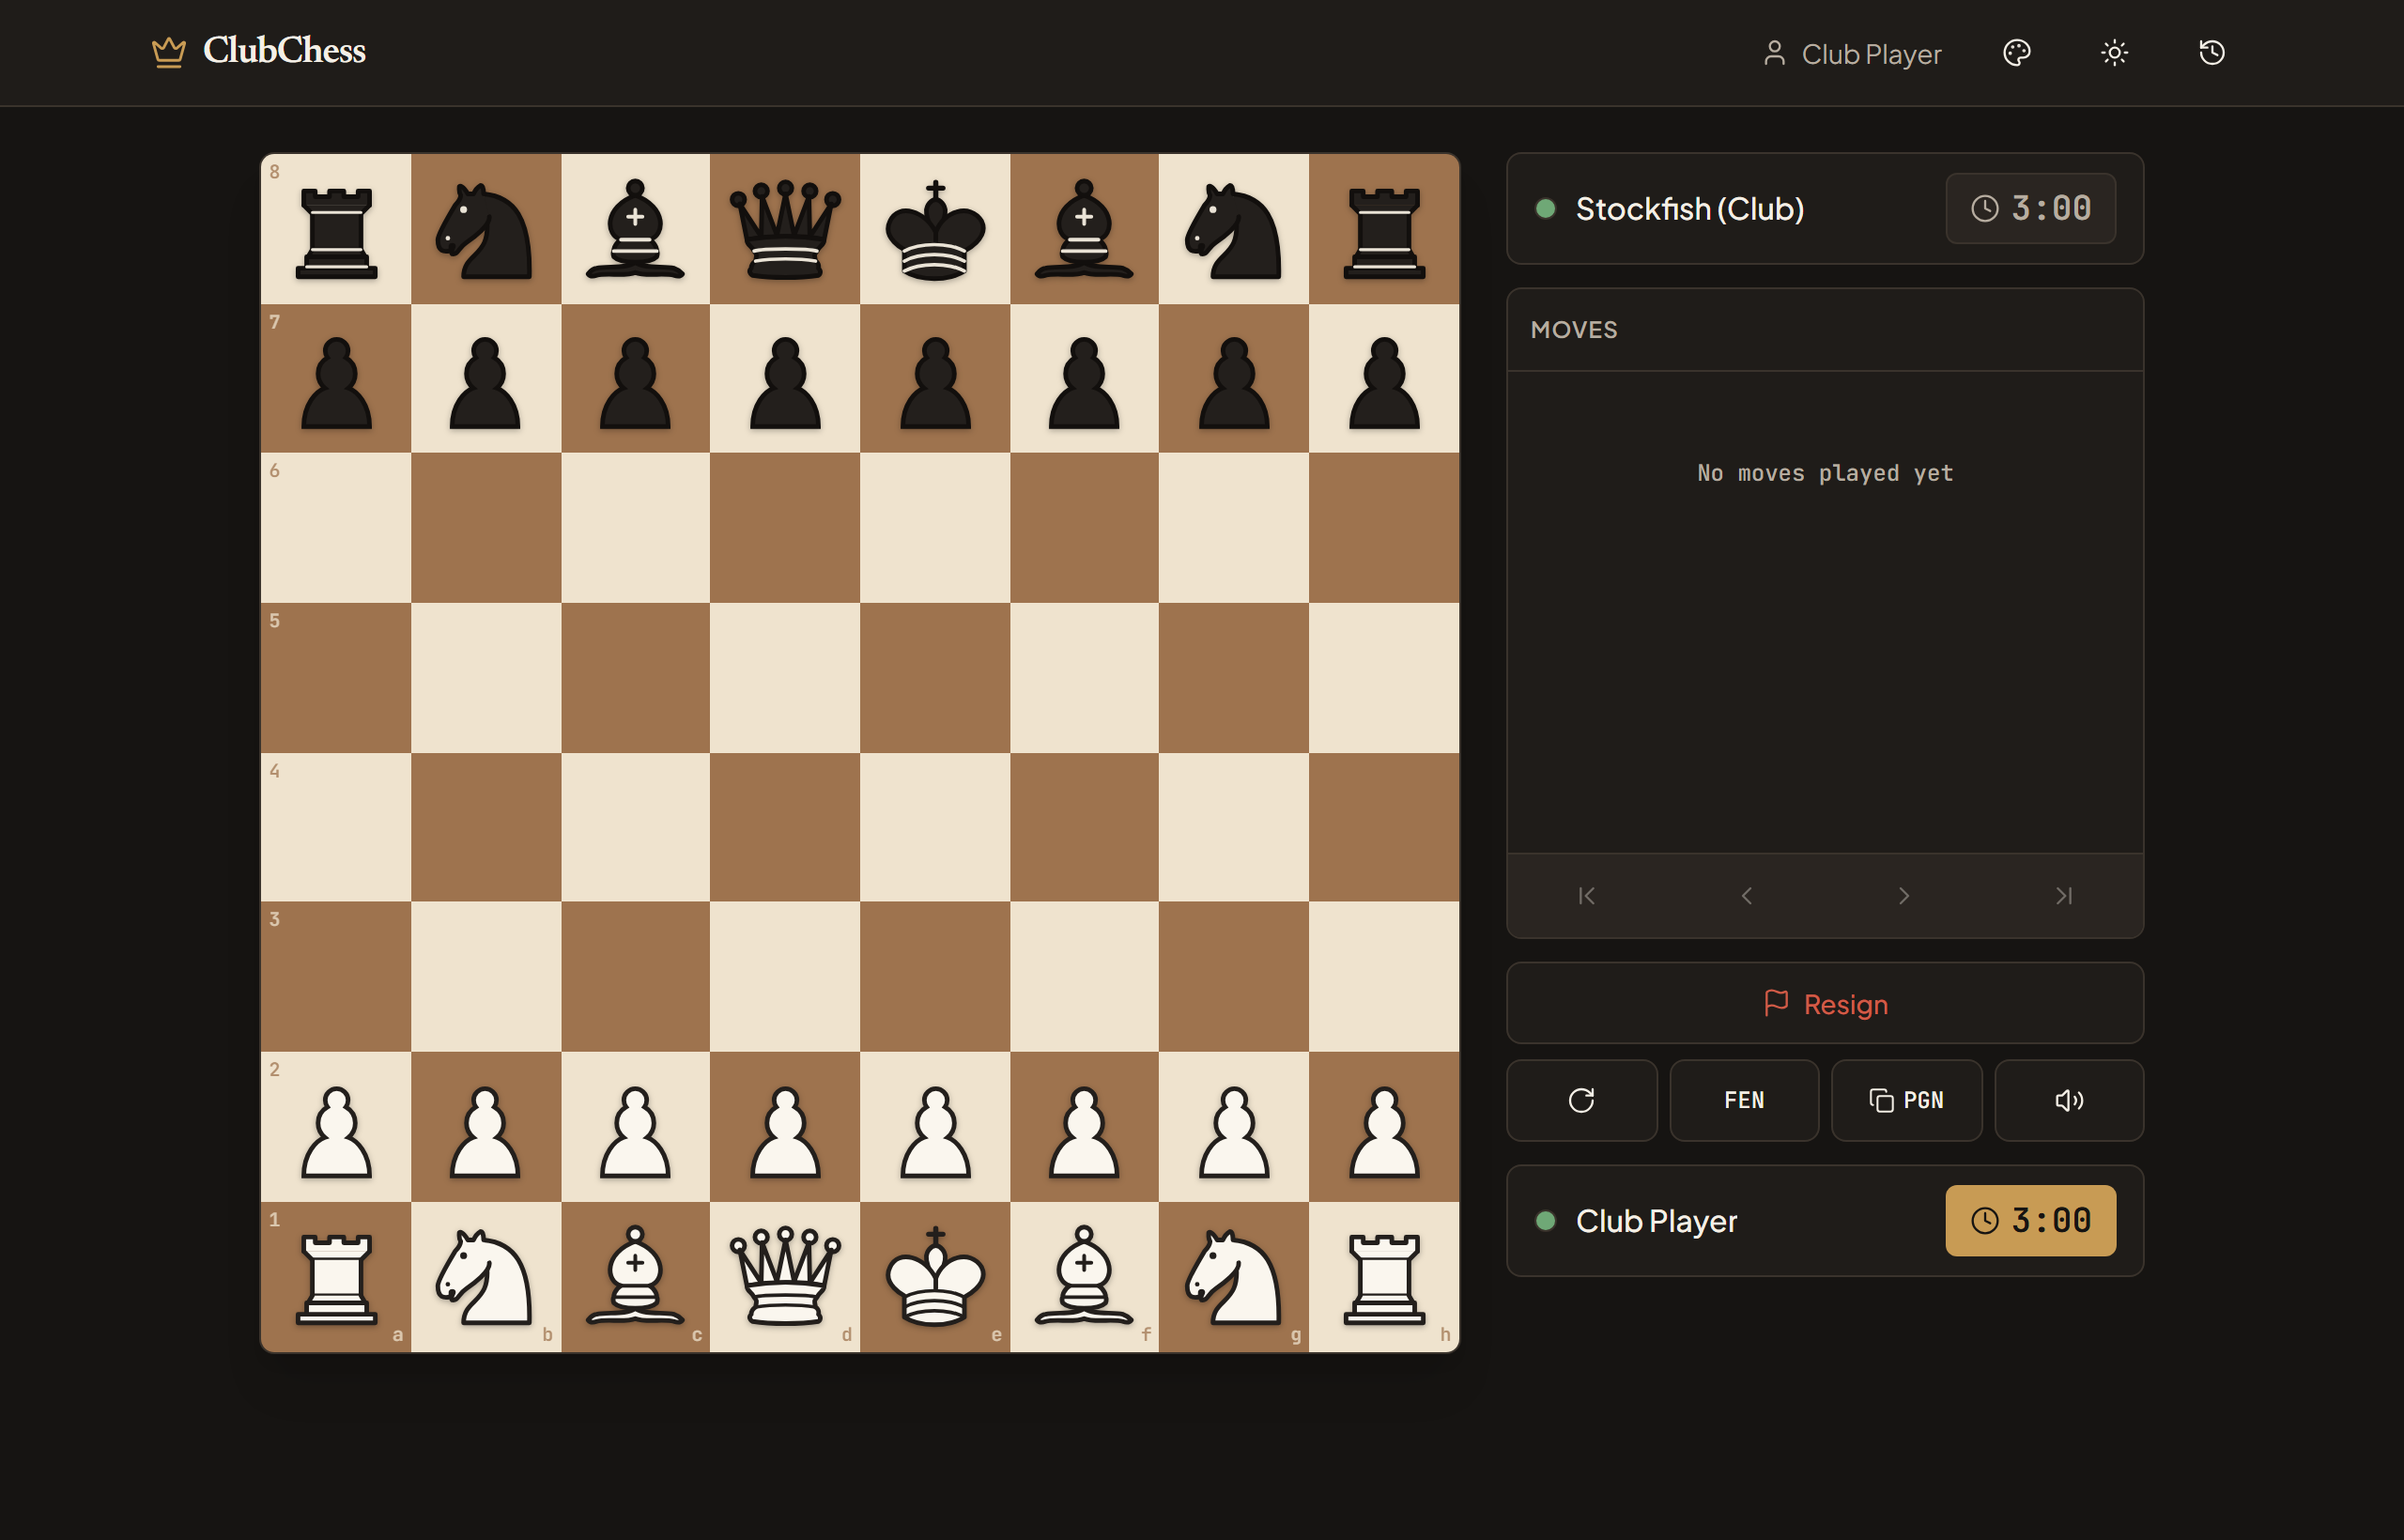 ClubChess
Club Player
8
7
6
5
4
3
2
1
a b c d e f g h
Stockfish (Club)
3:00
MOVES
No moves played yet
Resign
FEN
PGN
Club Player
3:00